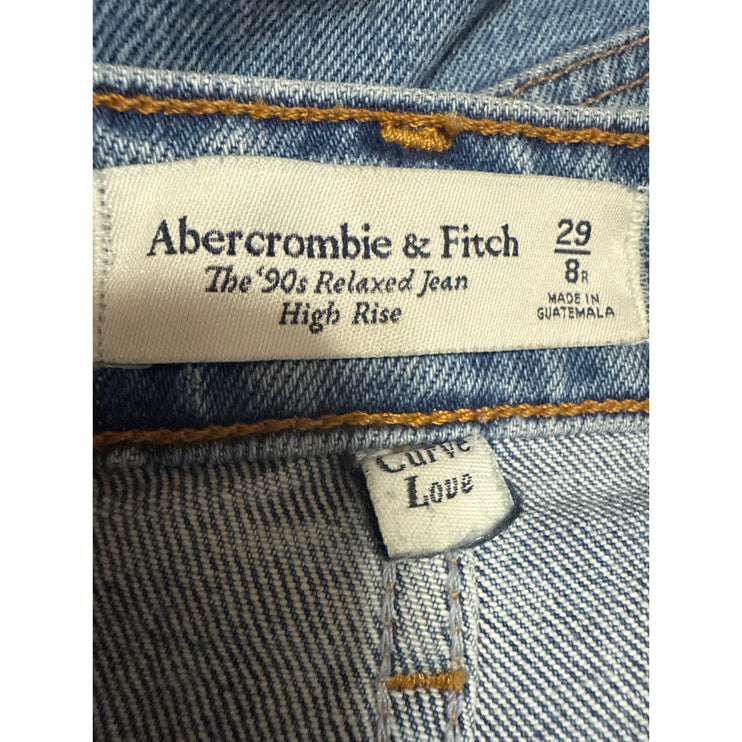 Abercrombie & Fitch
The '90s Relaxed Jean
High Rise
29
8R
MADE IN
GUATEMALA
Curve
Love